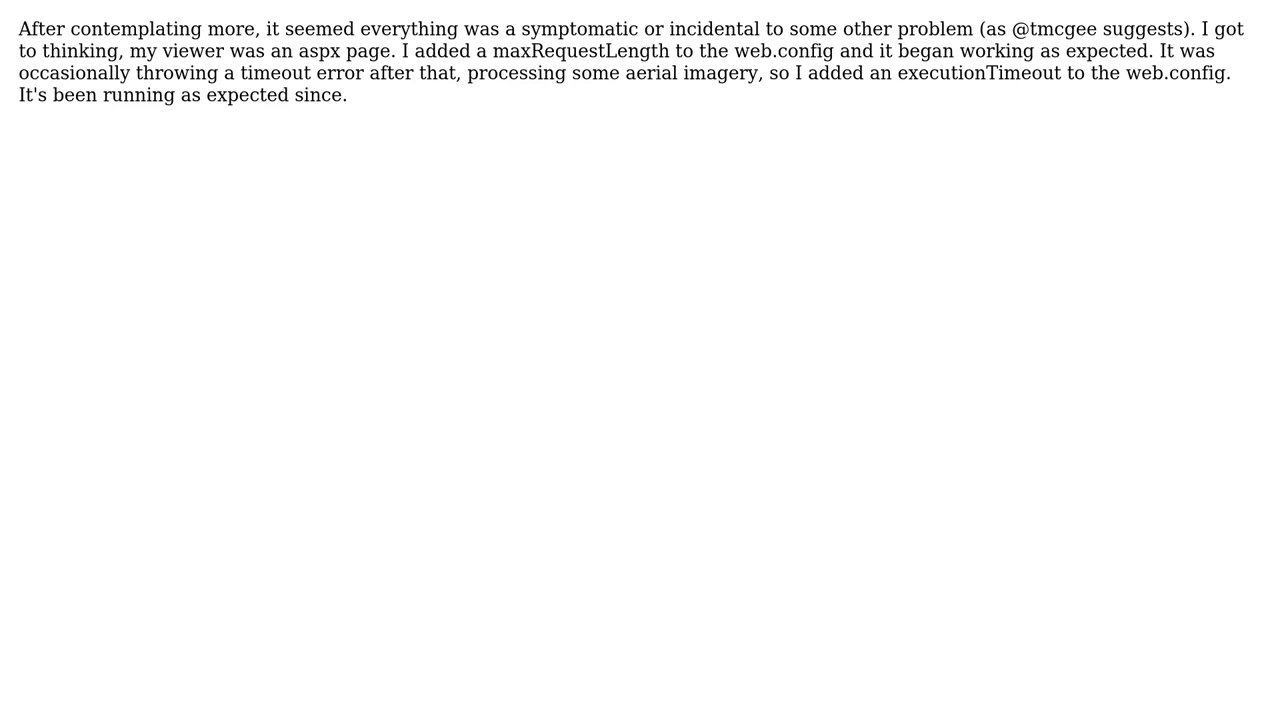 After contemplating more, it seemed everything was a symptomatic or incidental to some other problem (as @tmcgee suggests). I got
to thinking, my viewer was an aspx page. I added a maxRequestLength to the web.config and it began working as expected. It was
occasionally throwing a timeout error after that, processing some aerial imagery, so I added an executionTimeout to the web.config.
It's been running as expected since.